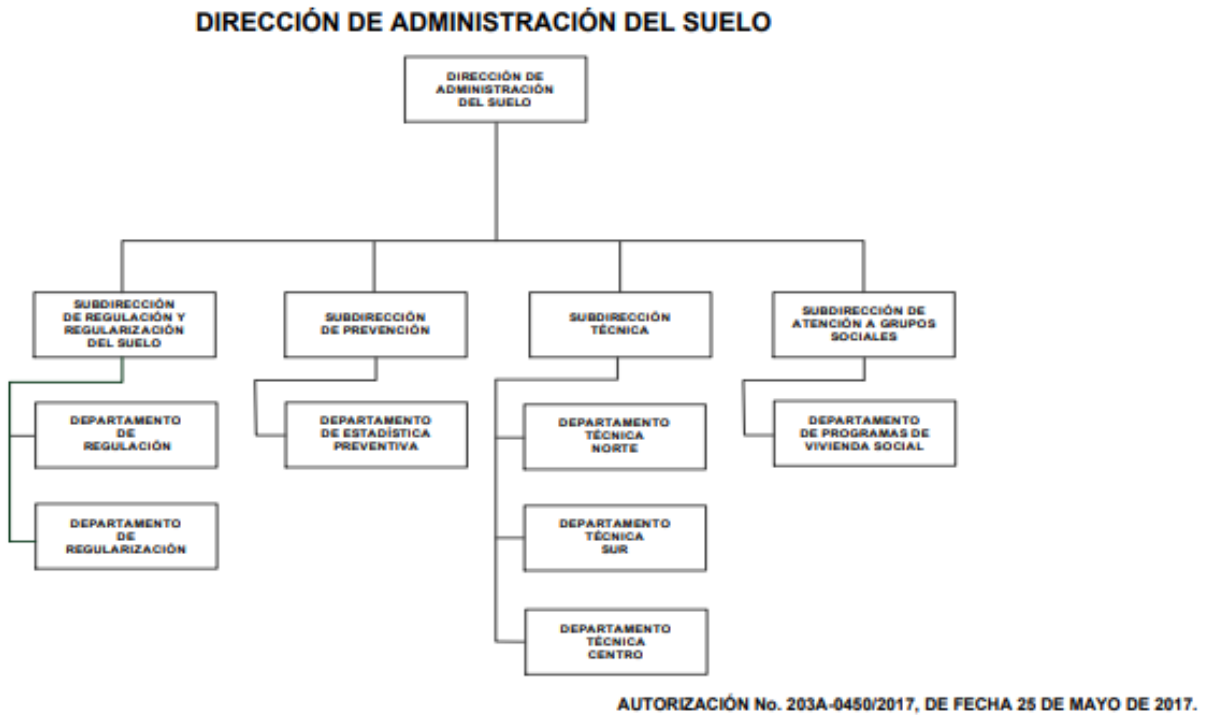 DIRECCIÓN DE ADMINISTRACIÓN DEL SUELO
DIRECCIÓN DE
ADMINISTRACIÓN
DEL SUELO
SUBDIRECCIÓN
DE REGULACIÓN Y
REGULARIZACIÓN
DEL SUELO
SUBDIRECCIÓN
DE PREVENCIÓN
SUBDIRECCIÓN
TÉCNICA
SUBDIRECCIÓN DE
ATENCIÓN A GRUPOS
SOCIALES
DEPARTAMENTO
DE
REGULACIÓN
DEPARTAMENTO
DE ESTADÍSTICA
PREVENTIVA
DEPARTAMENTO
TÉCNICA
NORTE
DEPARTAMENTO
DE PROGRAMAS DE
VIVIENDA SOCIAL
DEPARTAMENTO
DE
REGULARIZACIÓN
DEPARTAMENTO
TÉCNICA
SUR
DEPARTAMENTO
TÉCNICA
CENTRO
AUTORIZACIÓN No. 203A-0450/2017, DE FECHA 25 DE MAYO DE 2017.